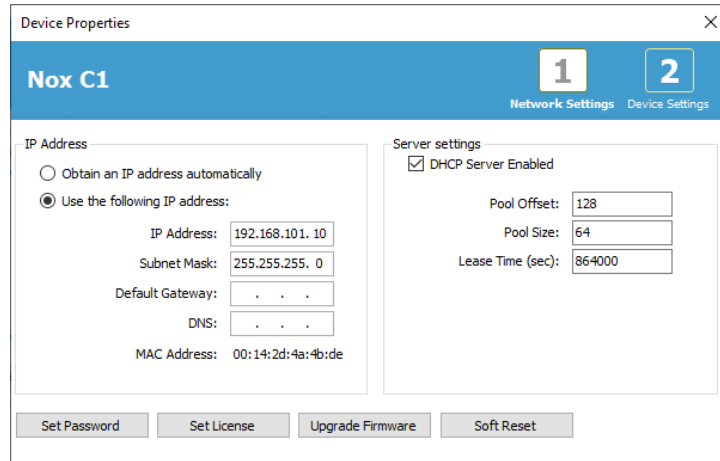 Device Properties
Nox C1
1
Network Settings
2
Device Settings
IP Address
Obtain an IP address automatically
Use the following IP address:
IP Address: 192.168.101. 10
Subnet Mask: 255.255.255. 0
Default Gateway: . . .
DNS: . . .
MAC Address: 00:14:2d:4a:4b:de
Server settings
DHCP Server Enabled
Pool Offset: 128
Pool Size: 64
Lease Time (sec): 864000
Set Password
Set License
Upgrade Firmware
Soft Reset